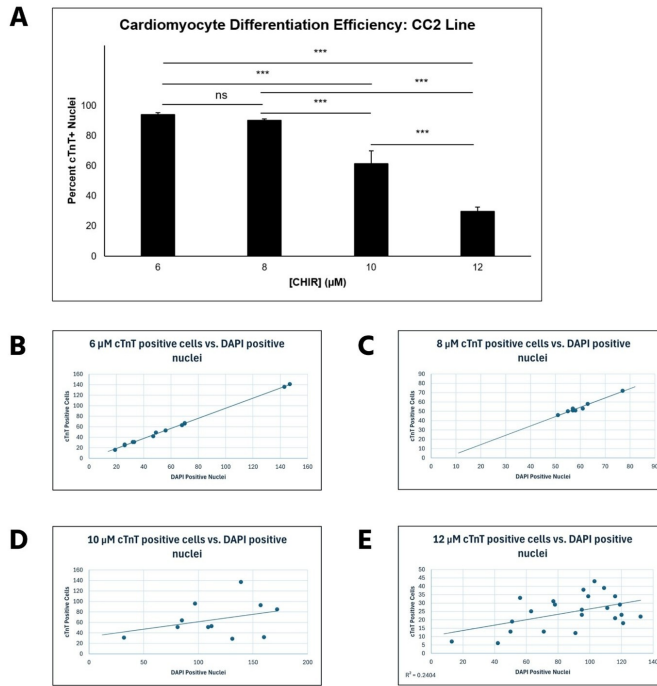 A
Cardiomyocyte Differentiation Efficiency: CC2 Line
***
***
***
ns
***
***
Percent cTnT+ Nuclei
100
80
60
40
20
0
6 8 10 12
[CHIR] (µM)
B
6 µM cTnT positive cells vs. DAPI positive
nuclei
cTnT Positive Cells
160
140
120
100
80
60
40
20
0
0 20 40 60 80 100 120 140 160
DAPI Positive Nuclei
C
8 µM cTnT positive cells vs. DAPI positive
nuclei
cTnT Positive Cells
90
80
70
60
50
40
30
20
10
0
0 10 20 30 40 50 60 70 80 90
DAPI Positive Nuclei
D
10 µM cTnT positive cells vs. DAPI positive
nuclei
cTnT Positive Cells
160
140
120
100
80
60
40
20
0
0 50 100 150 200
DAPI Positive Nuclei
E
12 µM cTnT positive cells vs. DAPI positive
nuclei
cTnT Positive Cells
50
45
40
35
30
25
20
15
10
5
0
0 20 40 60 80 100 120 140
DAPI Positive Nuclei
R² = 0.2404